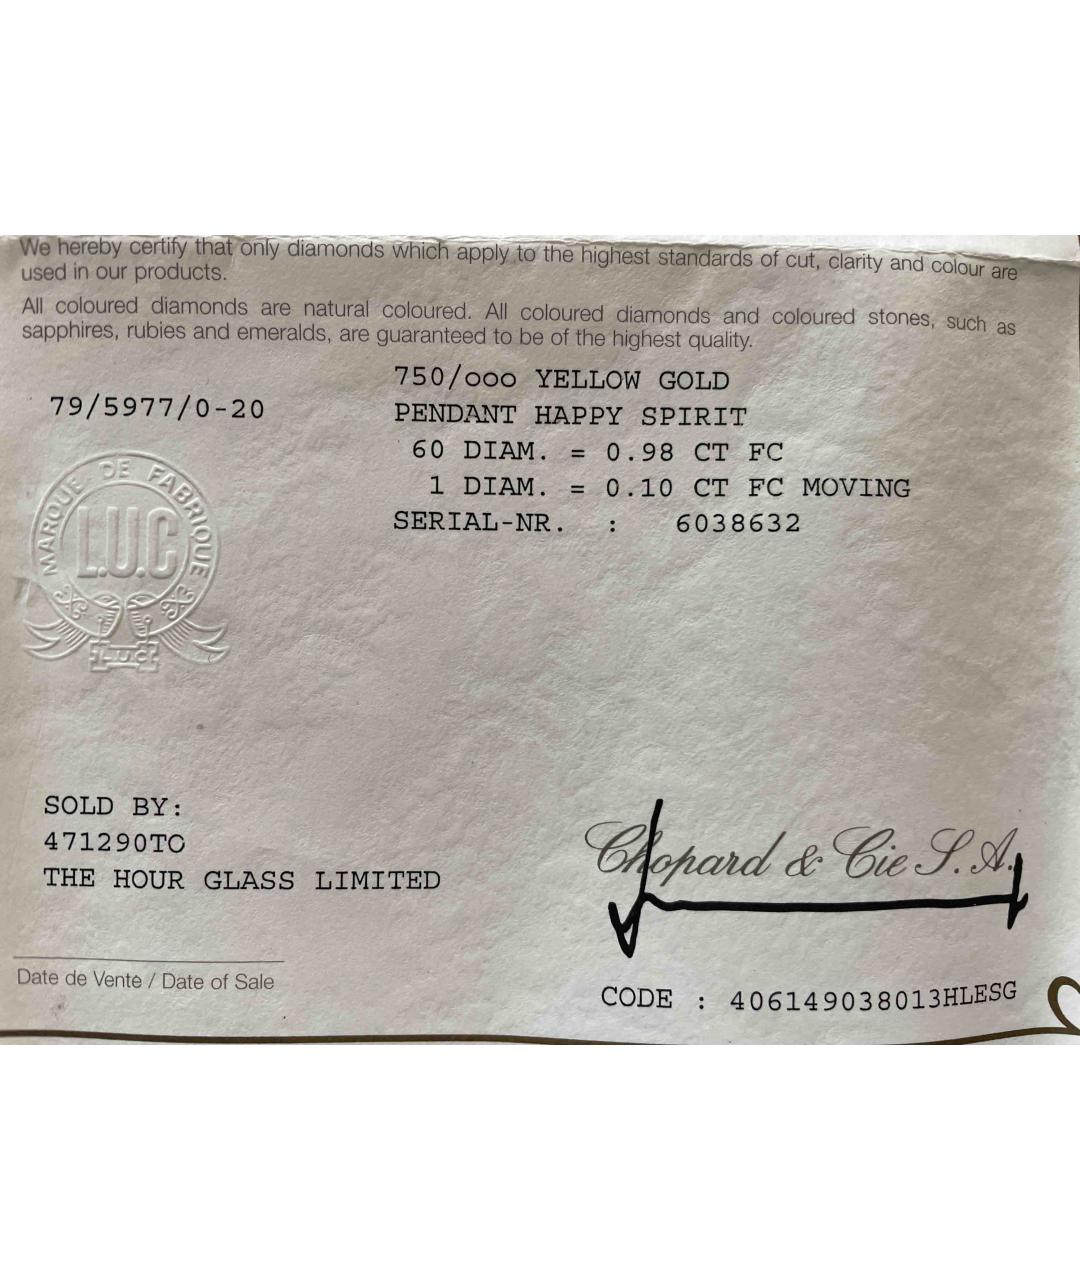 We hereby certify that only diamonds which apply to the highest standards of cut, clarity and colour are
used in our products.
All coloured diamonds are natural coloured. All coloured diamonds and coloured stones, such as
sapphires, rubies and emeralds, are guaranteed to be of the highest quality.
79/5977/0-20
750/ooo YELLOW GOLD
PENDANT HAPPY SPIRIT
60 DIAM. = 0.98 CT FC
1 DIAM. = 0.10 CT FC MOVING
SERIAL-NR. : 6038632
MARQUE DE FABRIQUE
L.U.C
L.U.C
SOLD BY:
471290TO
THE HOUR GLASS LIMITED
Chopard & Cie S.A.
Date de Vente / Date of Sale
CODE : 406149038013HLESG